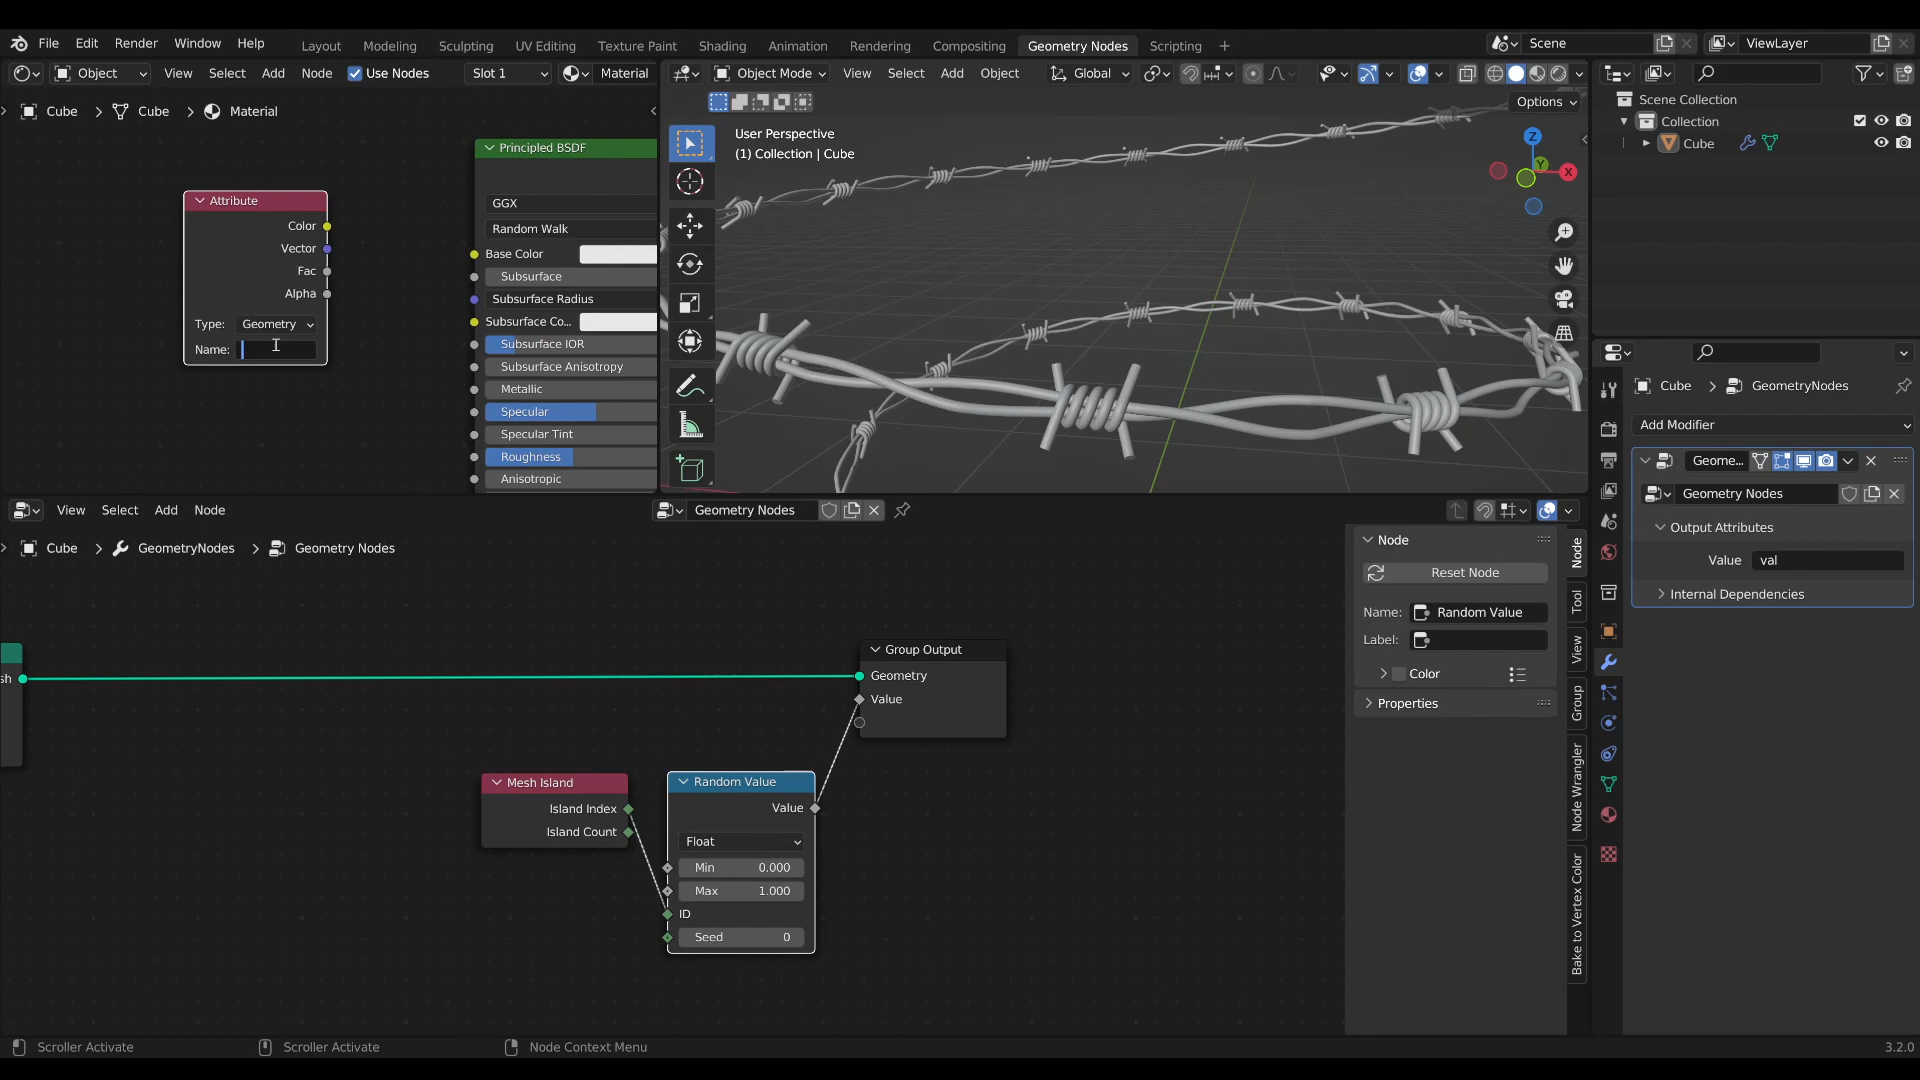 File Edit Render Window Help Layout Modeling Sculpting UV Editing Texture Paint Shading Animation Rendering Compositing Geometry Nodes Scripting + Scene ViewLayer
Object View Select Add Node Use Nodes Slot 1 Material
Object Mode View Select Add Object Global
Options
Cube > Cube > Material
User Perspective
(1) Collection | Cube
Z
Y
X
Scene Collection
Collection
Cube
Attribute
Color
Vector
Fac
Alpha
Type: Geometry
Name:
Principled BSDF
GGX
Random Walk
Base Color
Subsurface
Subsurface Radius
Subsurface Co...
Subsurface IOR
Subsurface Anisotropy
Metallic
Specular
Specular Tint
Roughness
Anisotropic
Cube > GeometryNodes
Add Modifier
Geome...
Geometry Nodes
Output Attributes
Value val
Internal Dependencies
View Select Add Node Geometry Nodes
Cube > GeometryNodes > Geometry Nodes
sh
Group Output
Geometry
Value
Mesh Island
Island Index
Island Count
Random Value
Value
Float
Min 0.000
Max 1.000
ID
Seed 0
Node
Reset Node
Name: Random Value
Label:
Color
Properties
Node
Tool
View
Group
Node Wrangler
Bake to Vertex Color
Scroller Activate Scroller Activate Node Context Menu 3.2.0